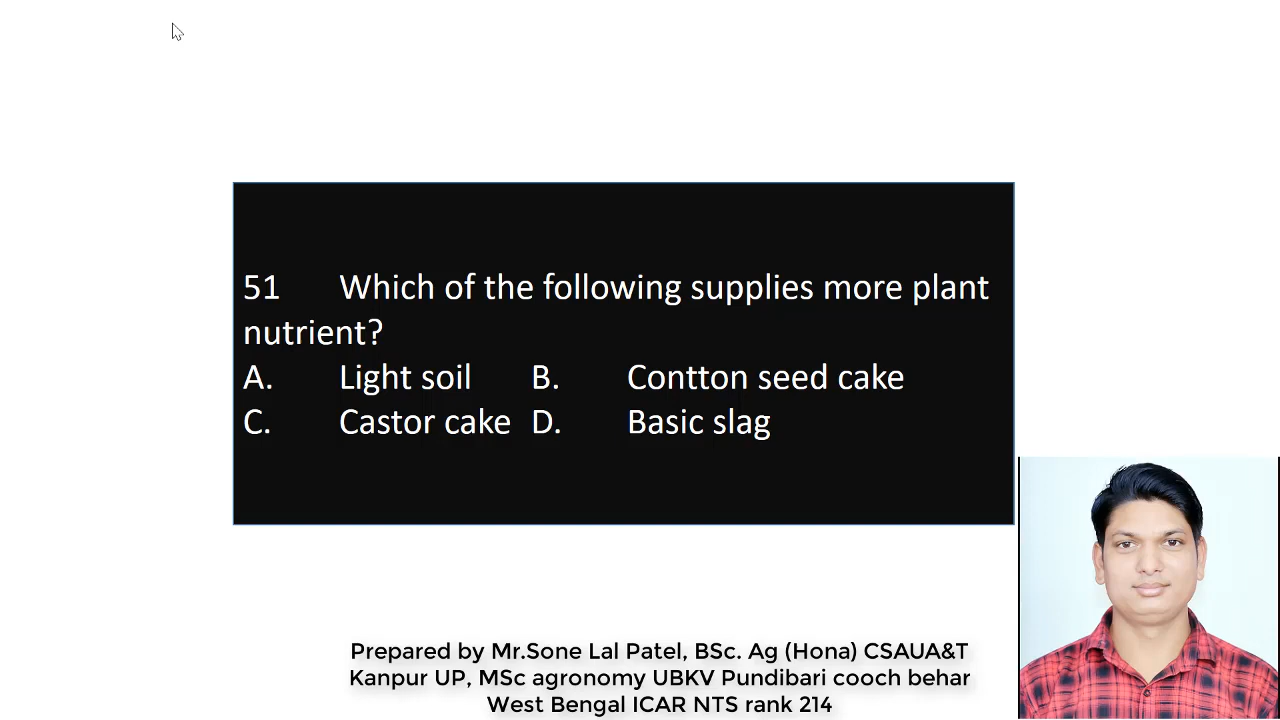 51 Which of the following supplies more plant
nutrient?
A. Light soil B. Contton seed cake
C. Castor cake D. Basic slag
Prepared by Mr.Sone Lal Patel, BSc. Ag (Hona) CSAUA&T
Kanpur UP, MSc agronomy UBKV Pundibari cooch behar
West Bengal ICAR NTS rank 214